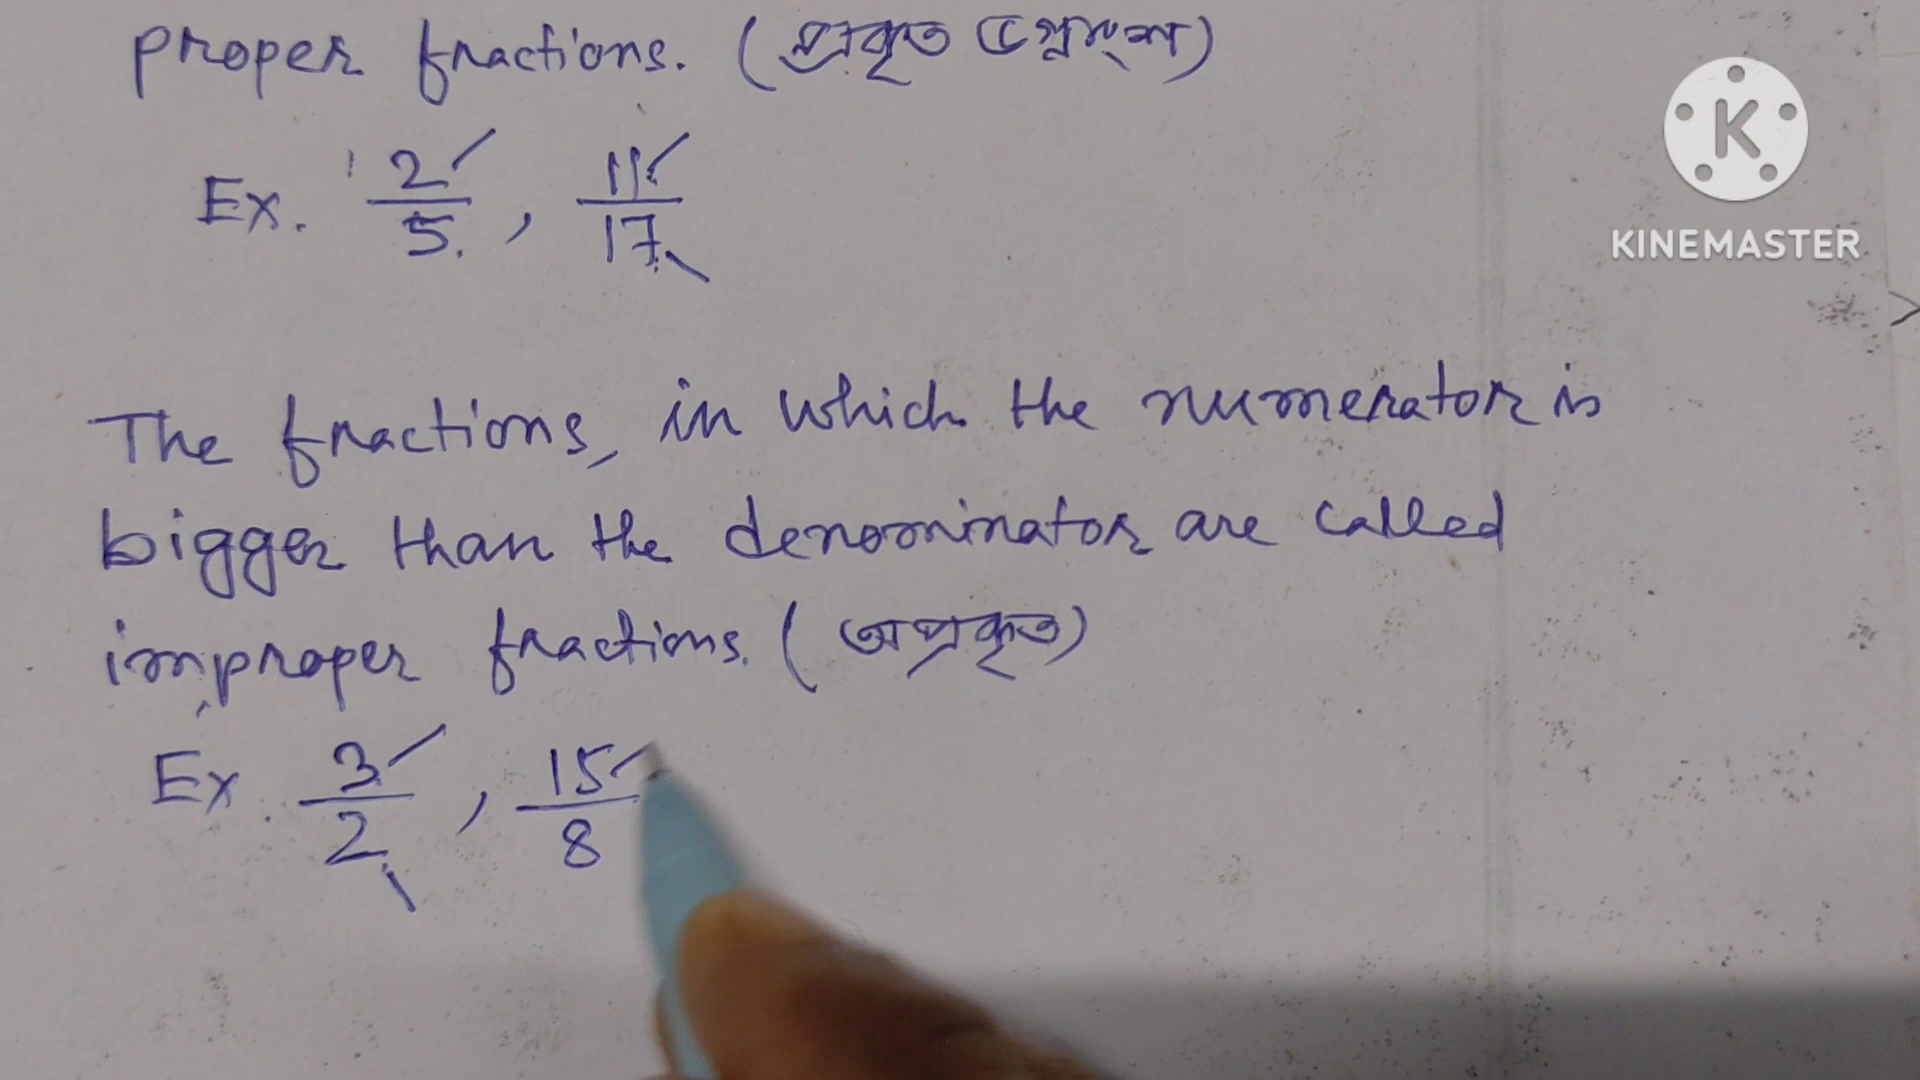 proper fractions. (প্রকৃত ভগ্নাংশ)
Ex. 2/5, 11/17
KINEMASTER
The fractions, in which the numerator is
bigger than the denominator are called
improper fractions. (অপ্রকৃত)
Ex. 3/2, 15/8